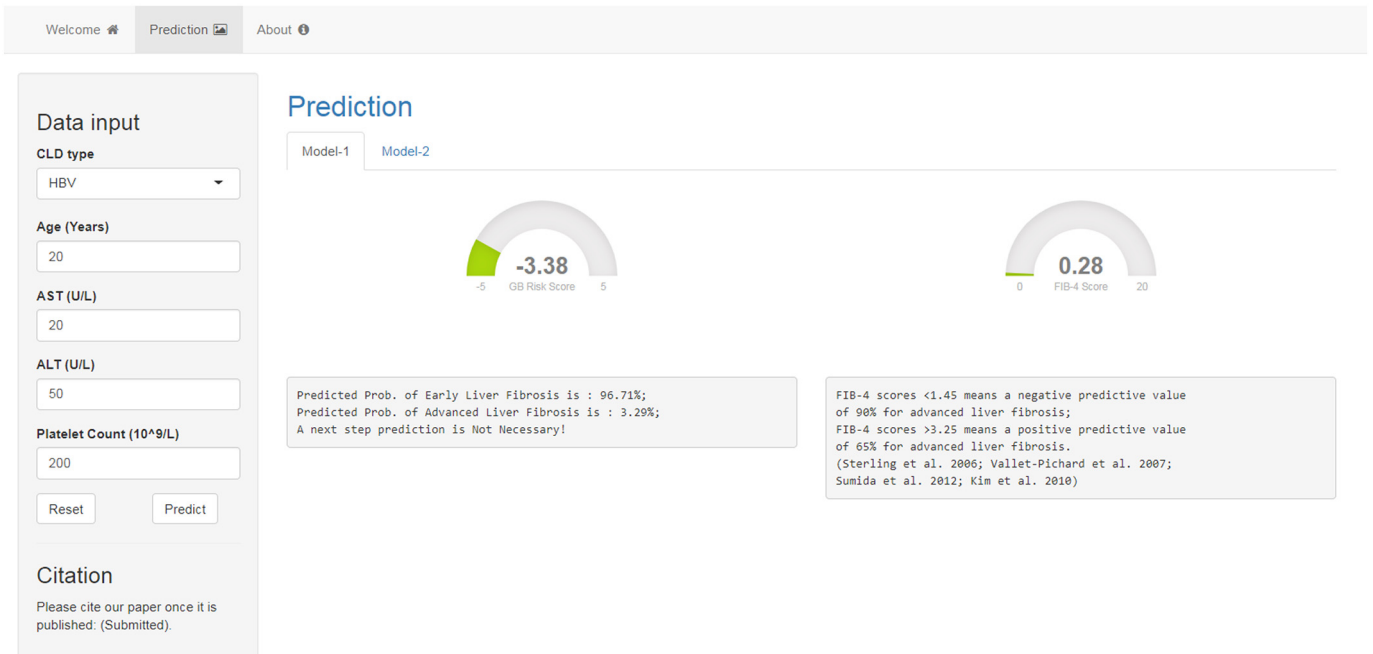 Welcome
Prediction
About
Data input
CLD type
HBV
Age (Years)
20
AST (U/L)
20
ALT (U/L)
50
Platelet Count (10^9/L)
200
Reset
Predict
Citation
Please cite our paper once it is
published: (Submitted).
Prediction
Model-1
Model-2
-3.38
-5
GB Risk Score
5
0.28
0
FIB-4 Score
20
Predicted Prob. of Early Liver Fibrosis is : 96.71%;
Predicted Prob. of Advanced Liver Fibrosis is : 3.29%;
A next step prediction is Not Necessary!
FIB-4 scores <1.45 means a negative predictive value
of 90% for advanced liver fibrosis;
FIB-4 scores >3.25 means a positive predictive value
of 65% for advanced liver fibrosis.
(Sterling et al. 2006; Vallet-Pichard et al. 2007;
Sumida et al. 2012; Kim et al. 2010)